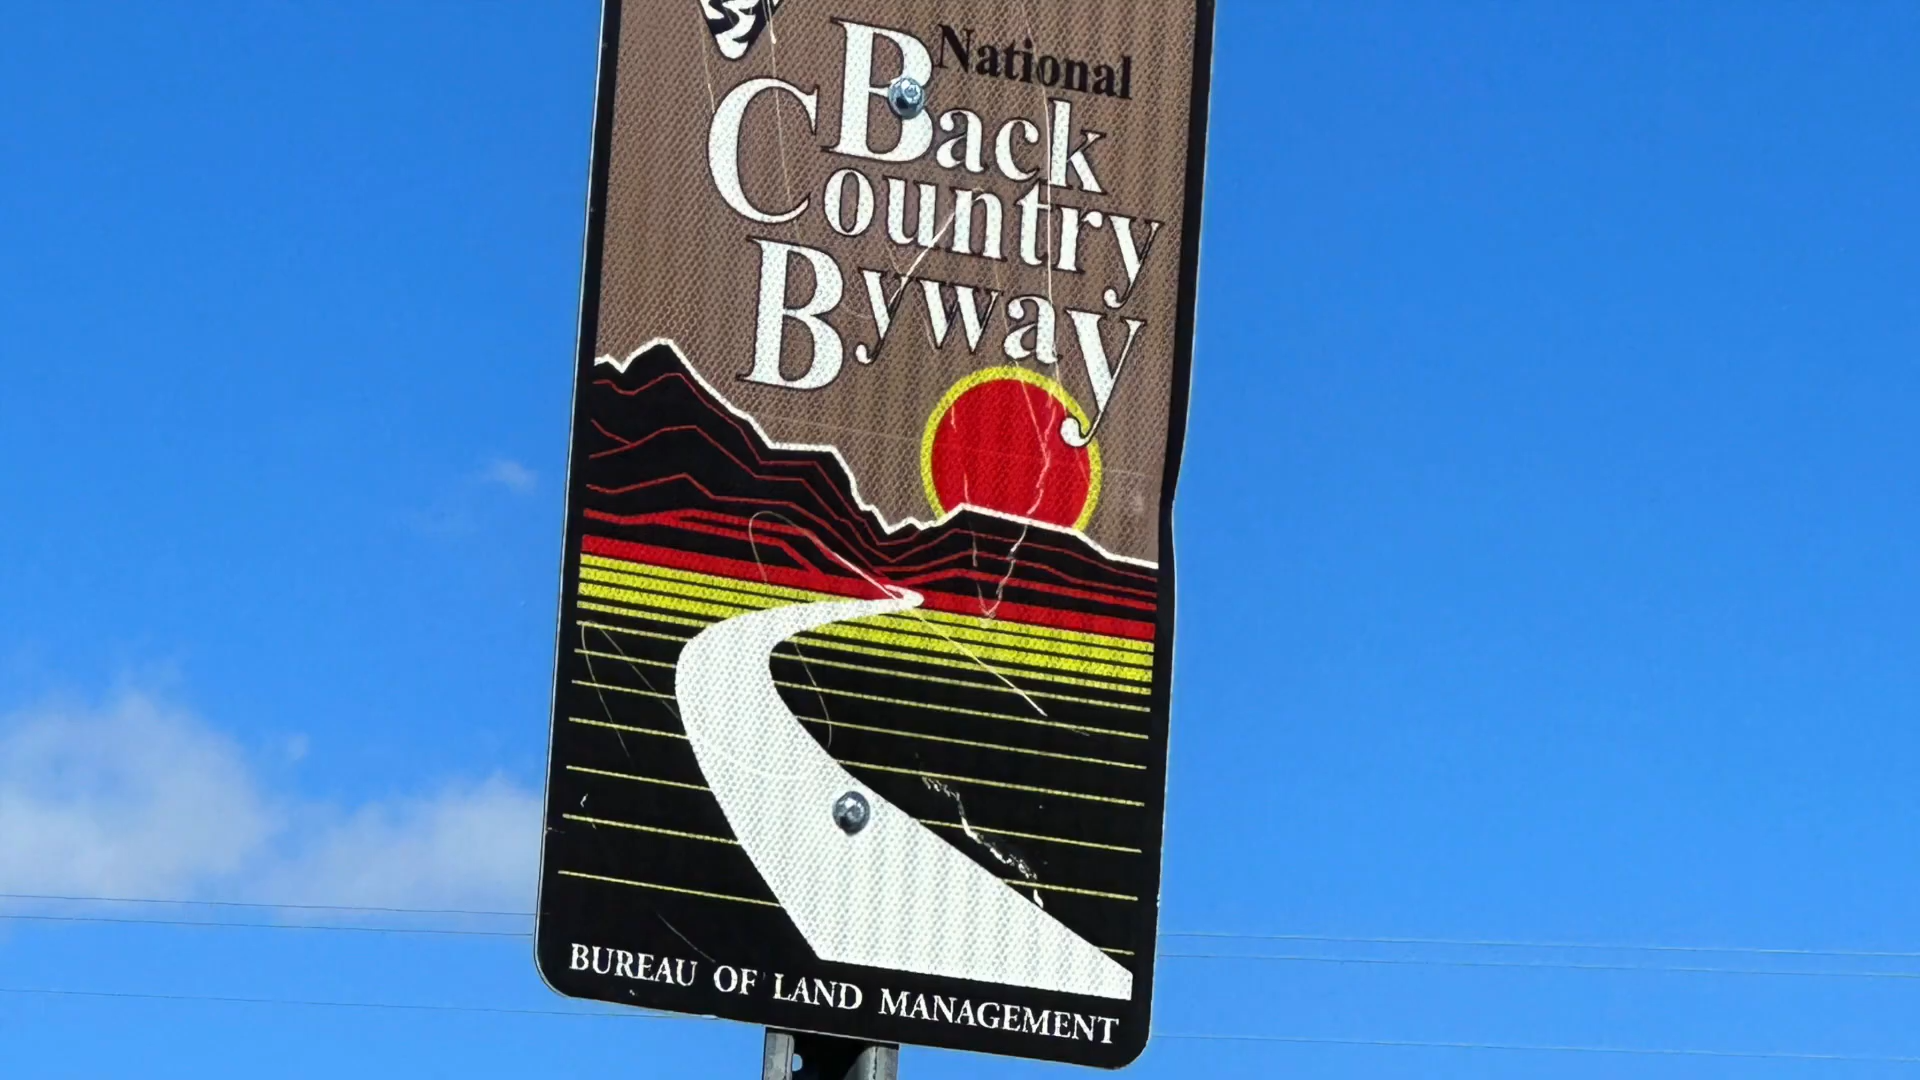 National
Back
Country
Byway
BUREAU OF LAND MANAGEMENT